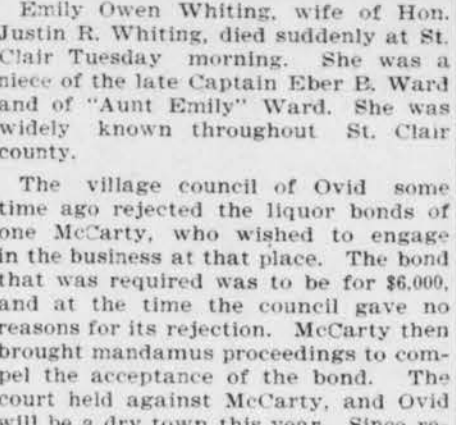 Emily Owen Whiting, wife of Hon.
Justin R. Whiting, died suddenly at St.
Clair Tuesday morning. She was a
niece of the late Captain Eber B. Ward
and of "Aunt Emily" Ward. She was
widely known throughout St. Clair
county.
The village council of Ovid some
time ago rejected the liquor bonds of
one McCarty, who wished to engage
in the business at that place. The bond
that was required was to be for $6,000,
and at the time the council gave no
reasons for its rejection. McCarty then
brought mandamus proceedings to com-
pel the acceptance of the bond. The
court held against McCarty, and Ovid
will be a dry town this year. Since re-